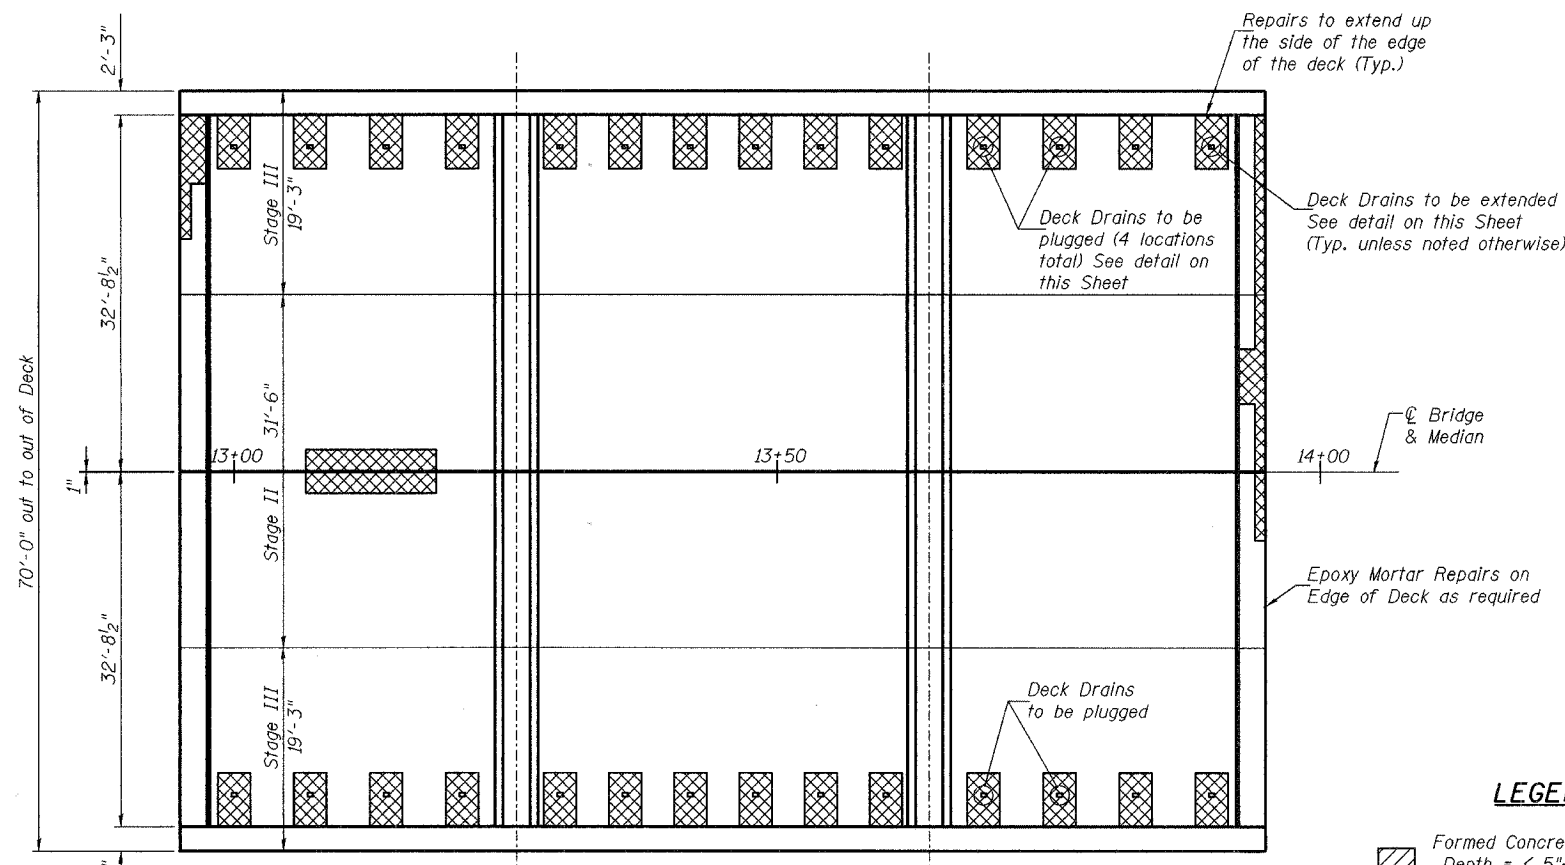 Repairs to extend up
the side of the edge
of the deck (Typ.)
2'-3"
32'-8½"
Stage III
19'-3"
Deck Drains to be
plugged (4 locations
total) See detail on
this Sheet
Deck Drains to be extended
See detail on this Sheet
(Typ. unless noted otherwise)
70'-0" out to out of Deck
31'-6"
Stage II
1"
13+00
13+50
14+00
℄ Bridge
& Median
Epoxy Mortar Repairs on
Edge of Deck as required
32'-8½"
Stage III
19'-3"
Deck Drains
to be plugged